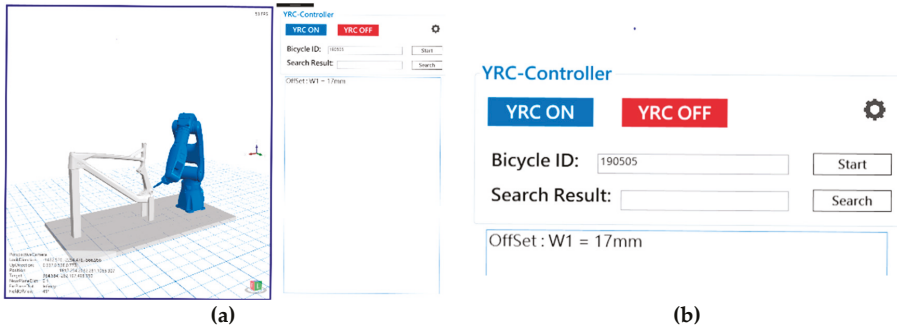 YRC-Controller
YRC ON YRC OFF
Bicycle ID: 190505 Start
Search Result: Search
OffSet : W1 = 17mm
(a)
YRC-Controller
YRC ON YRC OFF
Bicycle ID: 190505 Start
Search Result: Search
OffSet : W1 = 17mm
(b)